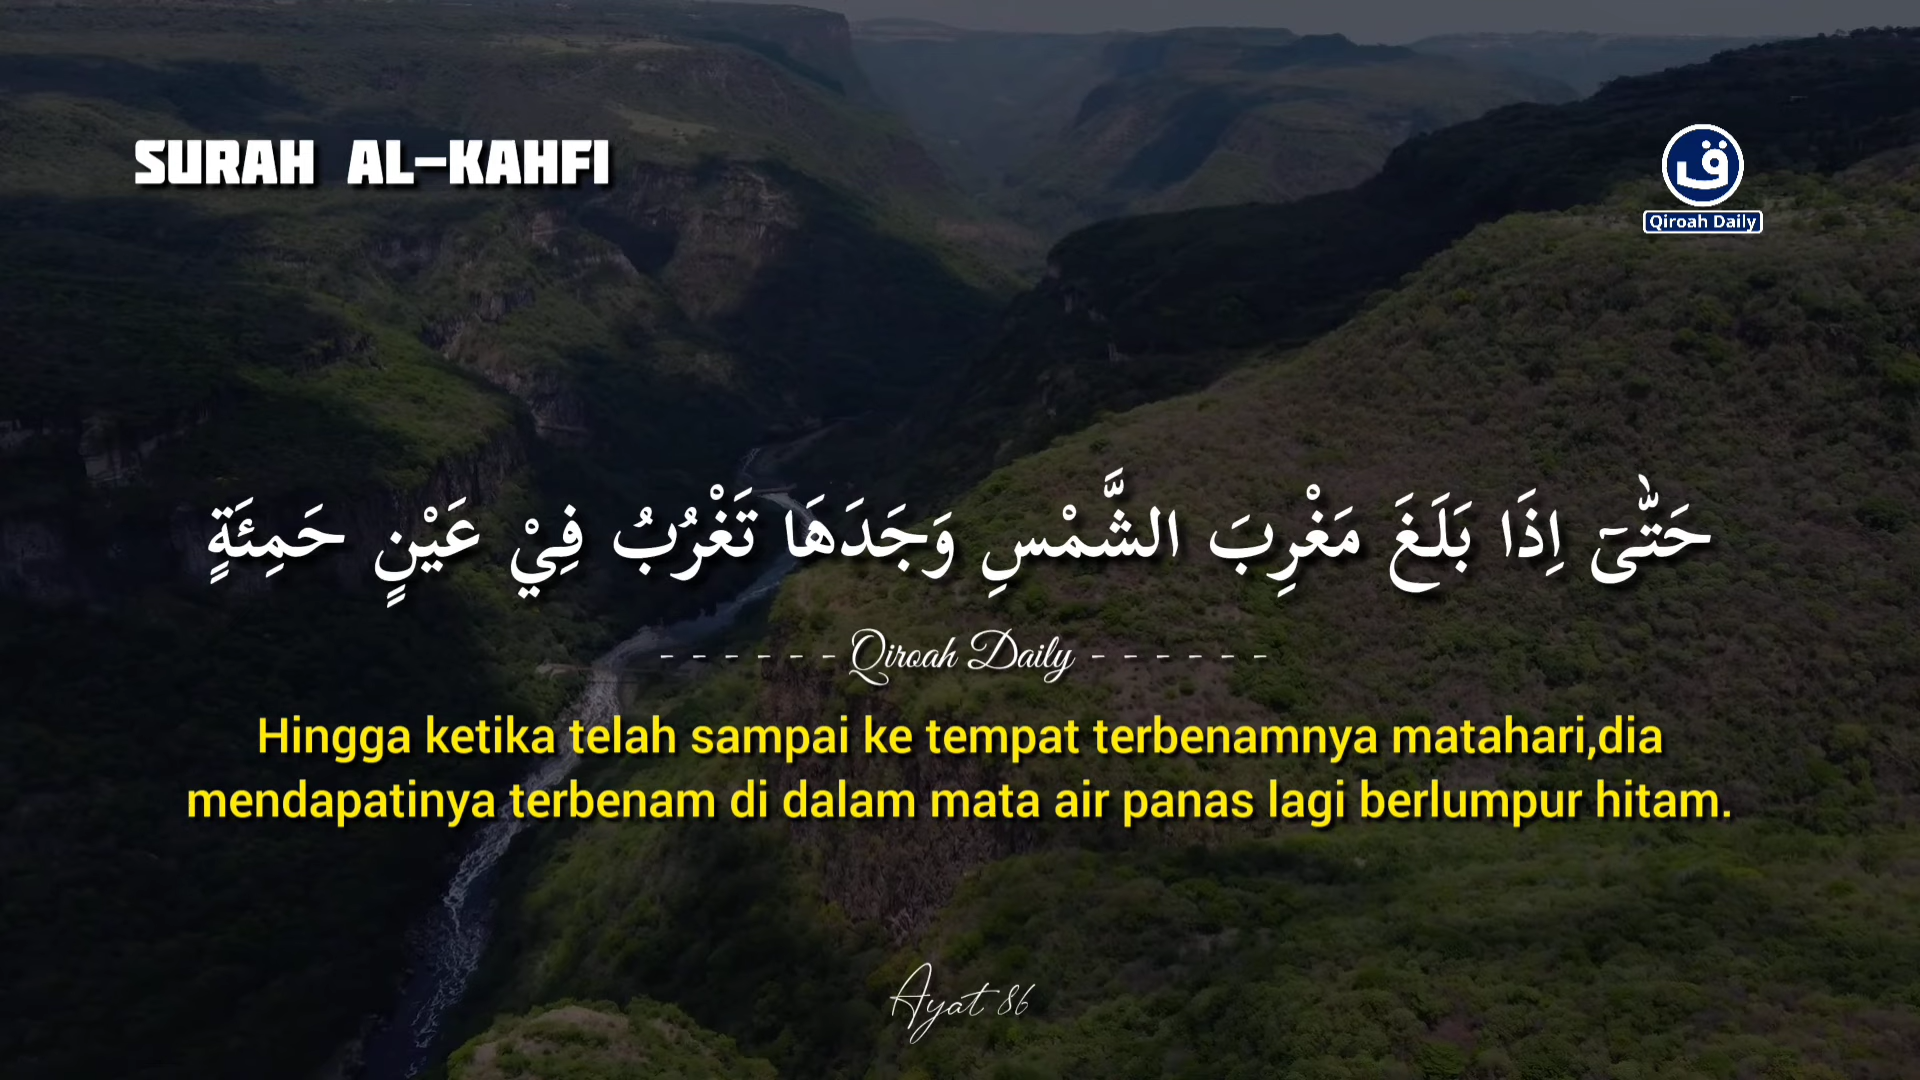 SURAH AL-KAHFI
ق
Qiroah Daily
حَتّٰىٓ اِذَا بَلَغَ مَغْرِبَ الشَّمْسِ وَجَدَهَا تَغْرُبُ فِيْ عَيْنٍ حَمِئَةٍ
- - - - - - Qiroah Daily - - - - - -
Hingga ketika telah sampai ke tempat terbenamnya matahari,dia
mendapatinya terbenam di dalam mata air panas lagi berlumpur hitam.
Ayat 86